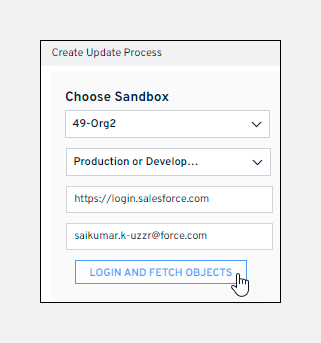 Create Update Process
Choose Sandbox
49-Org2
Production or Develop...
https://login.salesforce.com
saikumar.k-uzzr@force.com
LOGIN AND FETCH OBJECTS